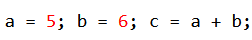 a = 5; b = 6; c = a + b;